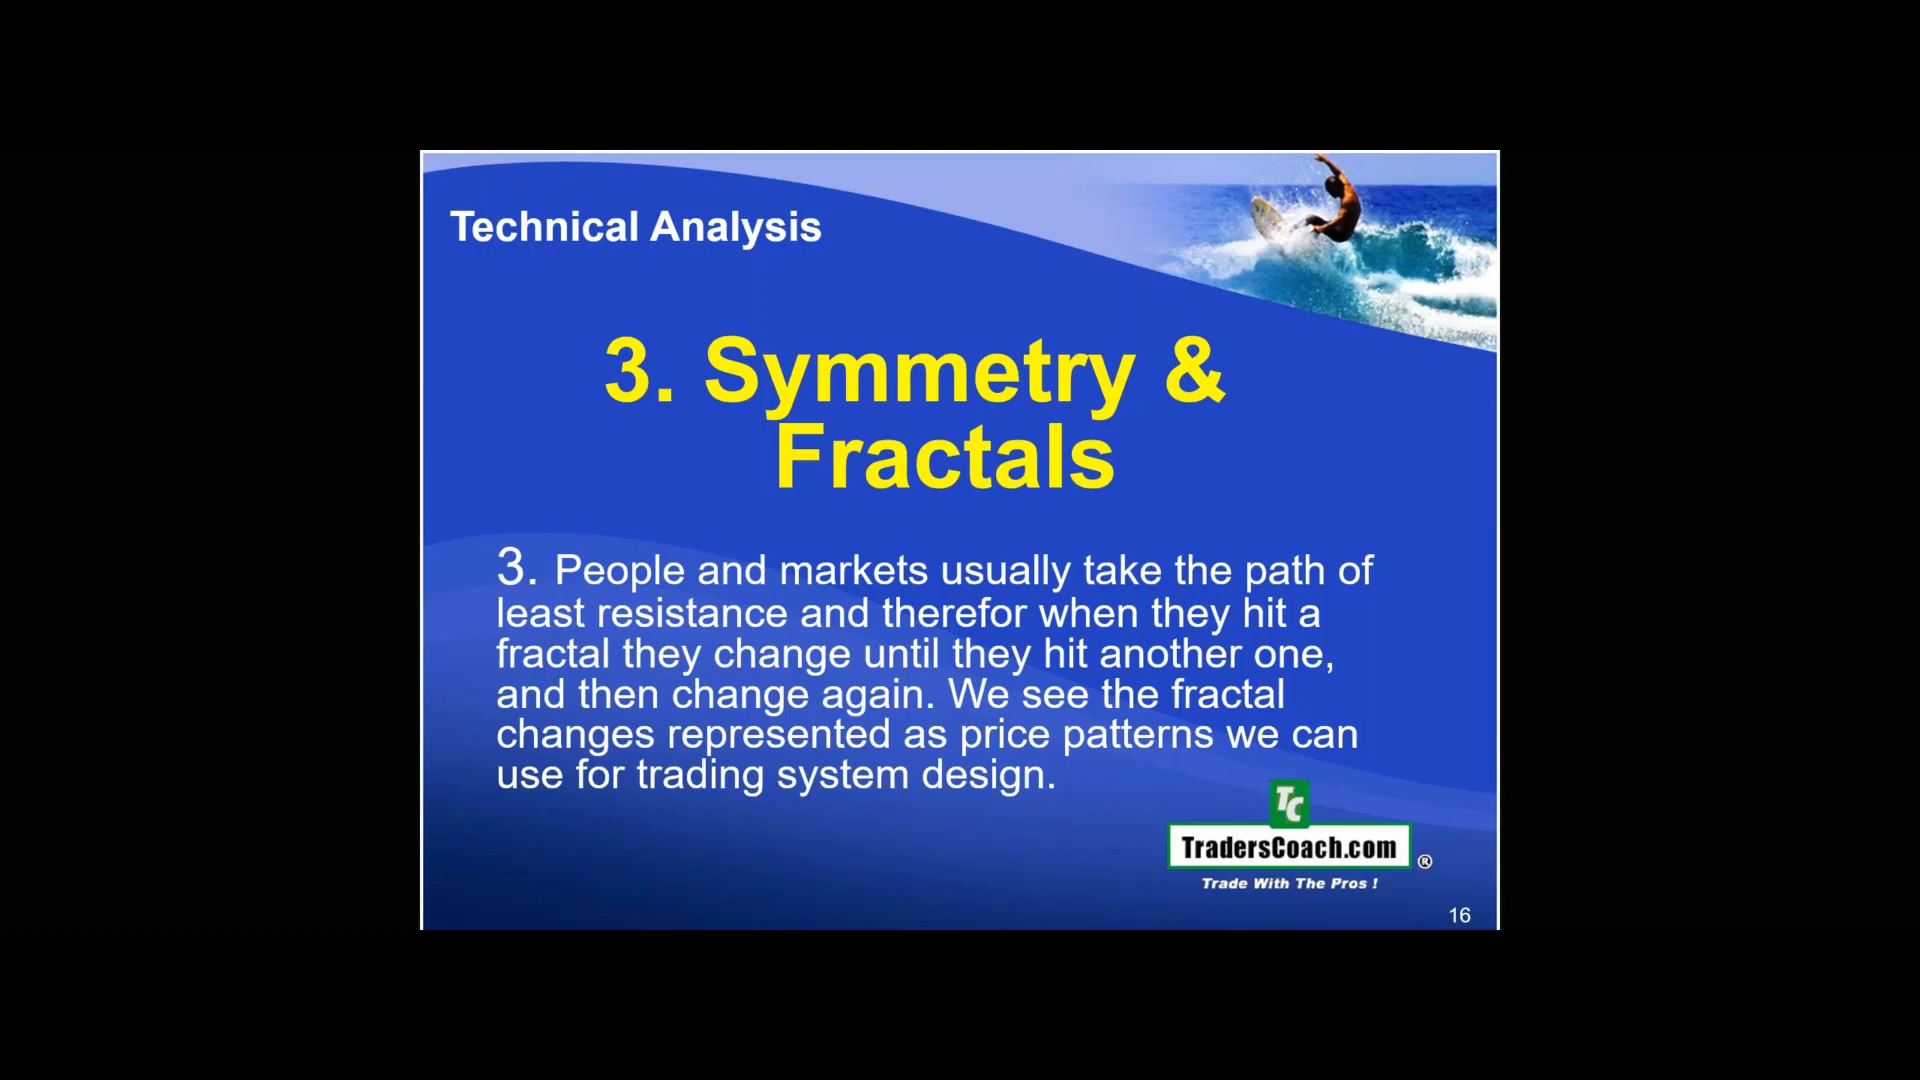 Technical Analysis
3. Symmetry &
Fractals
3. People and markets usually take the path of
least resistance and therefor when they hit a
fractal they change until they hit another one,
and then change again. We see the fractal
changes represented as price patterns we can
use for trading system design.
TC
TradersCoach.com ®
Trade With The Pros !
16